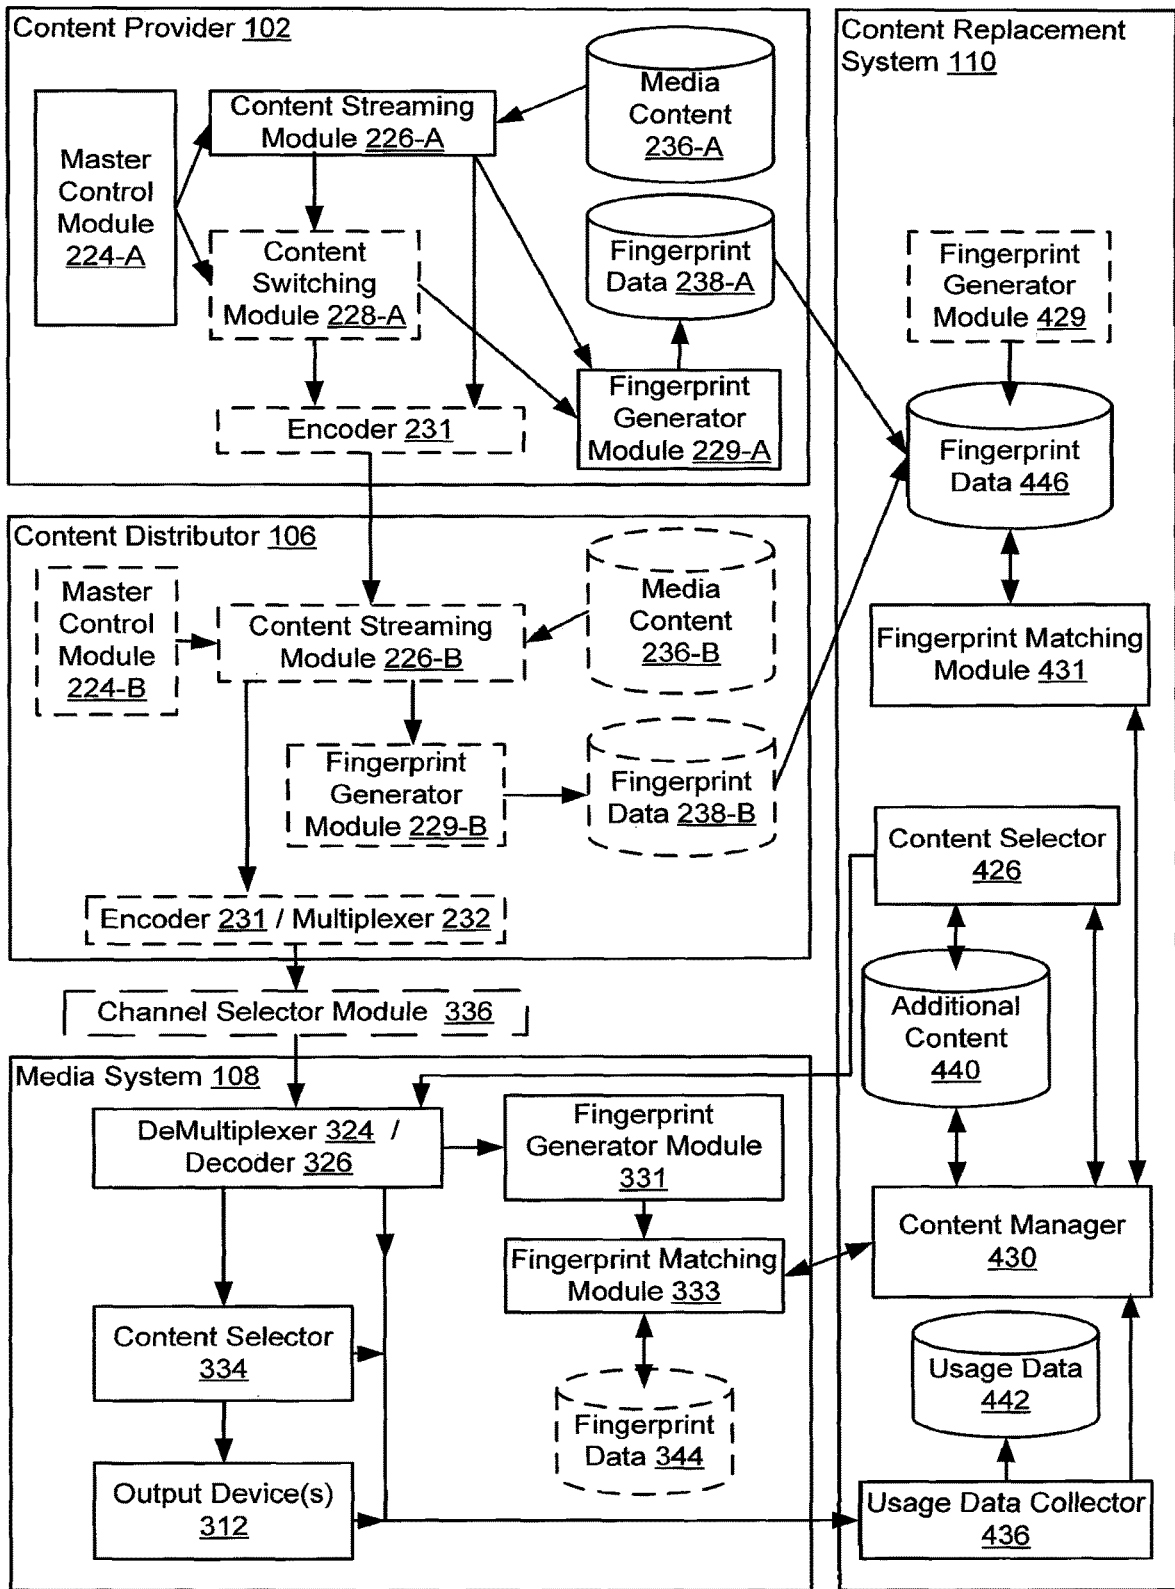 Content Provider 102
Master
Control
Module
224-A
Content Streaming
Module 226-A
Media
Content
236-A
Content
Switching
Module 228-A
Fingerprint
Data 238-A
Encoder 231
Fingerprint
Generator
Module 229-A
Content Distributor 106
Master
Control
Module
224-B
Content Streaming
Module 226-B
Media
Content
236-B
Fingerprint
Generator
Module 229-B
Fingerprint
Data 238-B
Encoder 231 / Multiplexer 232
Channel Selector Module 336
Media System 108
DeMultiplexer 324 /
Decoder 326
Fingerprint
Generator Module
331
Fingerprint Matching
Module 333
Content Selector
334
Fingerprint
Data 344
Output Device(s)
312
Content Replacement
System 110
Fingerprint
Generator
Module 429
Fingerprint
Data 446
Fingerprint Matching
Module 431
Content Selector
426
Additional
Content
440
Content Manager
430
Usage Data
442
Usage Data Collector
436